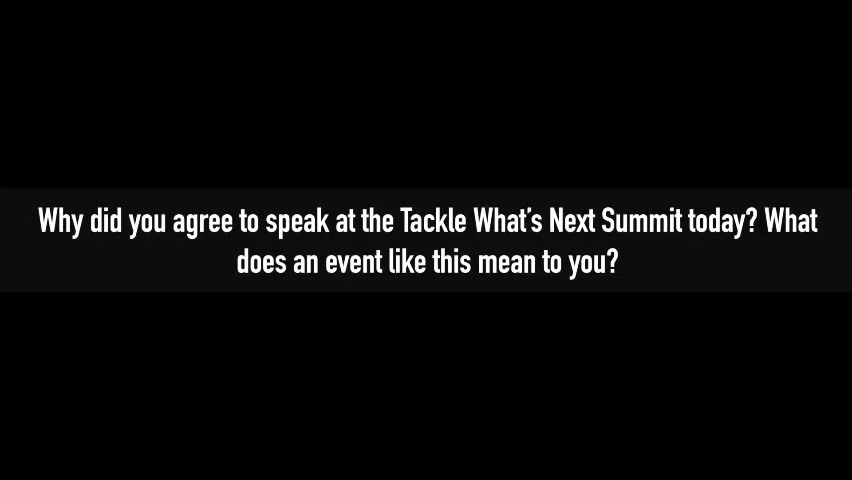 Why did you agree to speak at the Tackle What's Next Summit today? What
does an event like this mean to you?